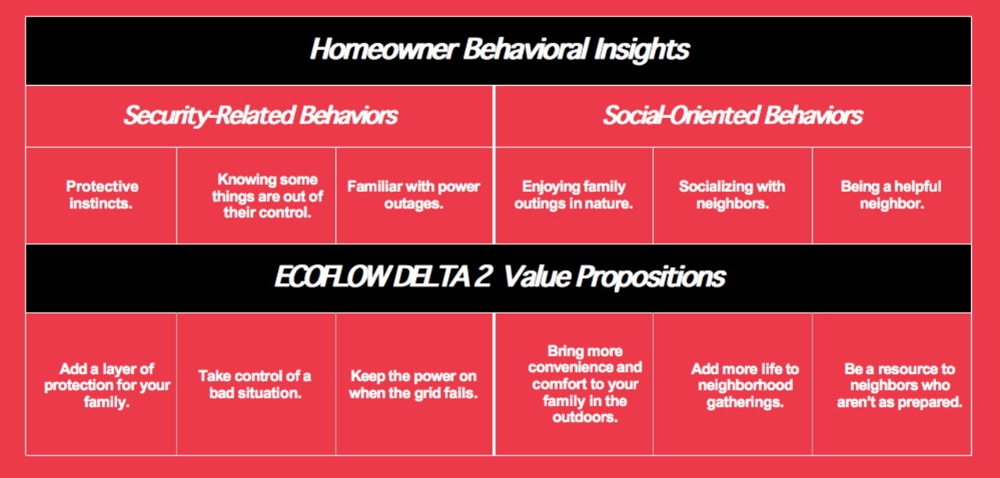 Homeowner Behavioral Insights
Security-Related Behaviors
Social-Oriented Behaviors
Protective
instincts.
Knowing some
things are out of
their control.
Familiar with power
outages.
Enjoying family
outings in nature.
Socializing with
neighbors.
Being a helpful
neighbor.
ECOFLOW DELTA 2 Value Propositions
Add a layer of
protection for your
family.
Take control of a
bad situation.
Keep the power on
when the grid fails.
Bring more
convenience and
comfort to your
family in the
outdoors.
Add more life to
neighborhood
gatherings.
Be a resource to
neighbors who
aren’t as prepared.